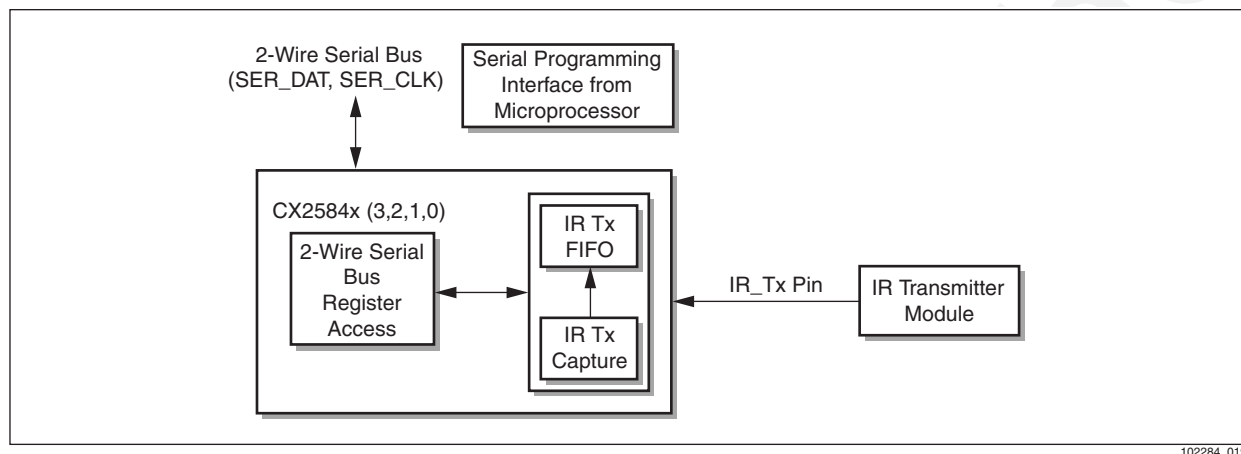 2-Wire Serial Bus
(SER_DAT, SER_CLK)
Serial Programming
Interface from
Microprocessor
CX2584x (3,2,1,0)
2-Wire Serial
Bus
Register
Access
IR Tx
FIFO
IR Tx
Capture
IR_Tx Pin
IR Transmitter
Module